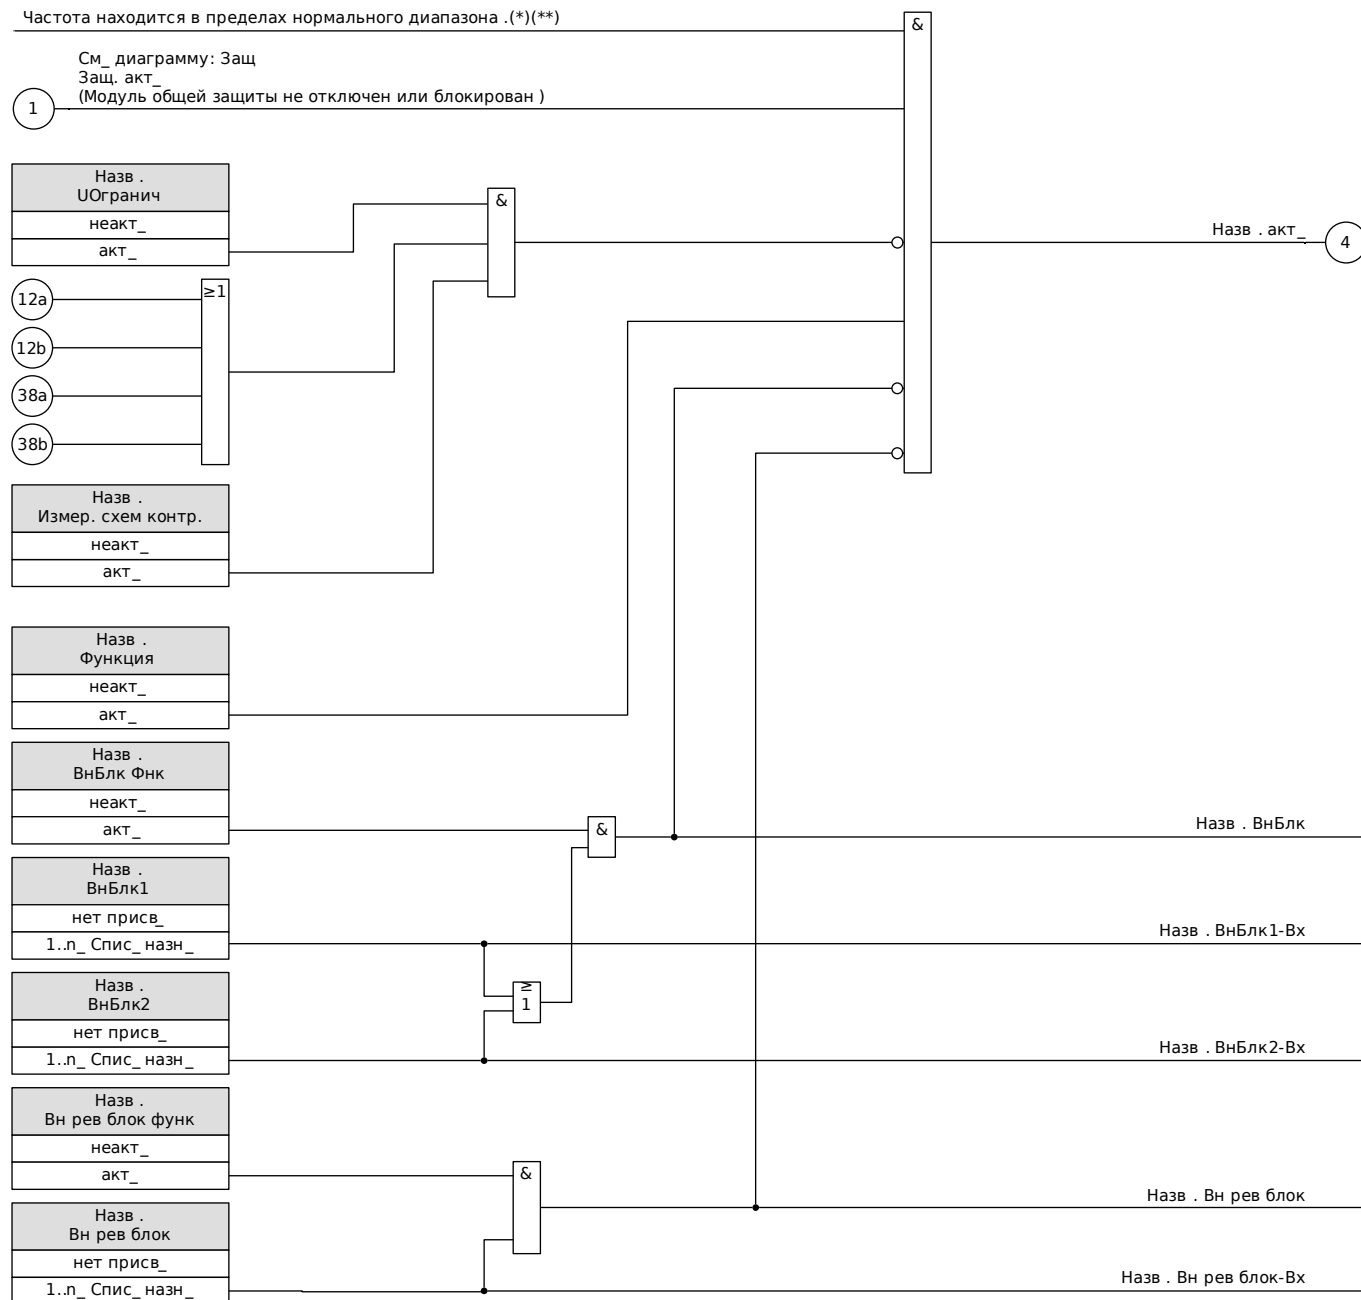 Частота находится в пределах нормального диапазона .(*)(**)
&
См_ диаграмму: Защ
Защ. акт_
(Модуль общей защиты не отключен или блокирован )
1
Назв .
UОгранич
неакт_
акт_
&
Назв . акт_
4
12a
≥1
12b
38a
38b
Назв .
Измер. схем контр.
неакт_
акт_
Назв .
Функция
неакт_
акт_
Назв .
ВнБлк Фнк
неакт_
акт_
&
Назв . ВнБлк
Назв .
ВнБлк1
нет присв_
1..n_ Спис_ назн_
Назв . ВнБлк1-Вх
≥
1
Назв .
ВнБлк2
нет присв_
1..n_ Спис_ назн_
Назв . ВнБлк2-Вх
Назв .
Вн рев блок функ
неакт_
акт_
&
Назв . Вн рев блок
Назв .
Вн рев блок
нет присв_
1..n_ Спис_ назн_
Назв . Вн рев блок-Вх